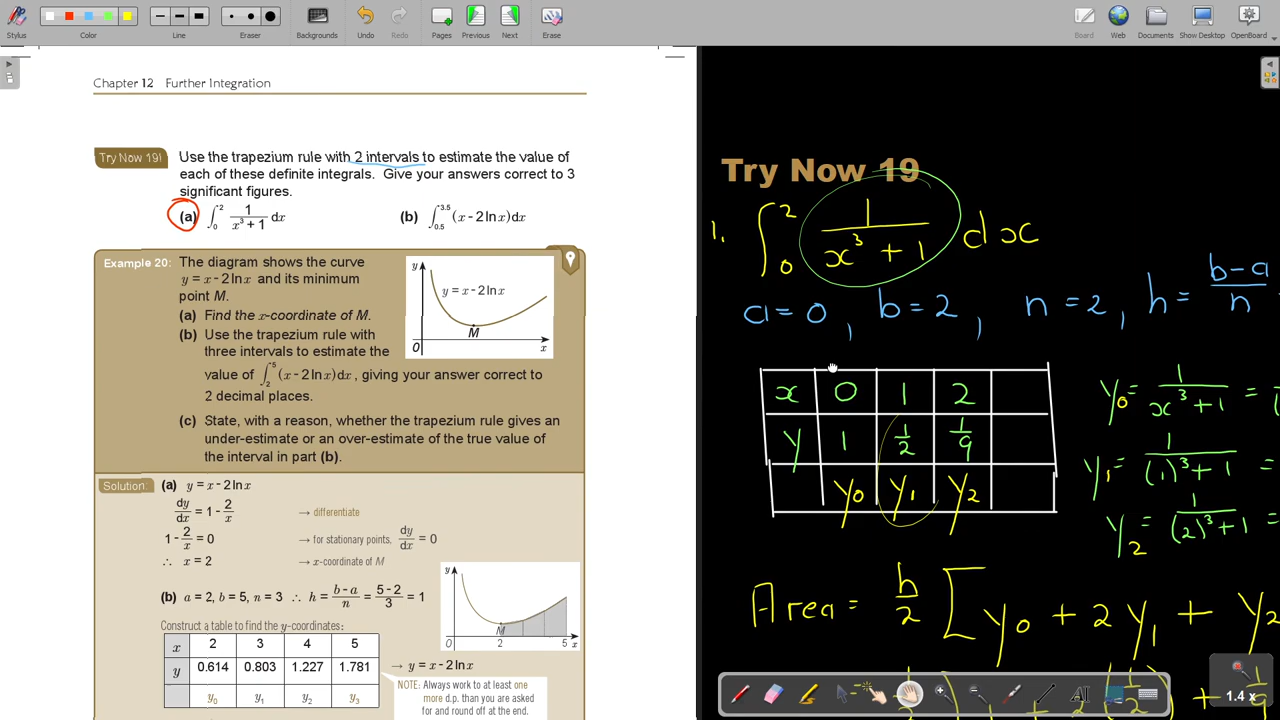 Stylus
Color
Line
Eraser
Backgrounds
Undo
Redo
Pages
Previous
Next
Erase
Board
Web
Documents
Show Desktop
OpenBoard
Chapter 12 Further Integration
Try Now 19!
Use the trapezium rule with 2 intervals to estimate the value of
each of these definite integrals. Give your answers correct to 3
significant figures.
(a) ∫₀² 1/(x³ + 1) dx
(b) ∫₀.₅³·⁵ (x - 2 ln x) dx
Example 20:
The diagram shows the curve
y = x - 2 ln x and its minimum
point M.
(a) Find the x-coordinate of M.
(b) Use the trapezium rule with
three intervals to estimate the
value of ∫₂⁵ (x - 2 ln x) dx, giving your answer correct to
2 decimal places.
(c) State, with a reason, whether the trapezium rule gives an
under-estimate or an over-estimate of the true value of
the interval in part (b).
y
y = x - 2 ln x
M
O
x
Solution:
(a) y = x - 2 ln x
dy/dx = 1 - 2/x → differentiate
1 - 2/x = 0 → for stationary points, dy/dx = 0
∴ x = 2 → x-coordinate of M
(b) a = 2, b = 5, n = 3 ∴ h = (b - a)/n = (5 - 2)/3 = 1
Construct a table to find the y-coordinates:
x 2 3 4 5
y 0.614 0.803 1.227 1.781
y₀ y₁ y₂ y₃
→ y = x - 2 ln x
y
M
O 2 5 x
NOTE: Always work to at least one
more d.p. than you are asked
for and round off at the end.
Try Now 19
1. ∫₀² 1/(x³ + 1) dx
a = 0, b = 2, n = 2, h = (b - a)/n
x 0 1 2
y 1 1/2 1/9
y₀ y₁ y₂
y₀ = 1/(x³ + 1) =
y₁ = 1/((1)³ + 1) =
y₂ = 1/((2)³ + 1) =
Area = h/2 [y₀ + 2y₁ + y₂
1.4 x